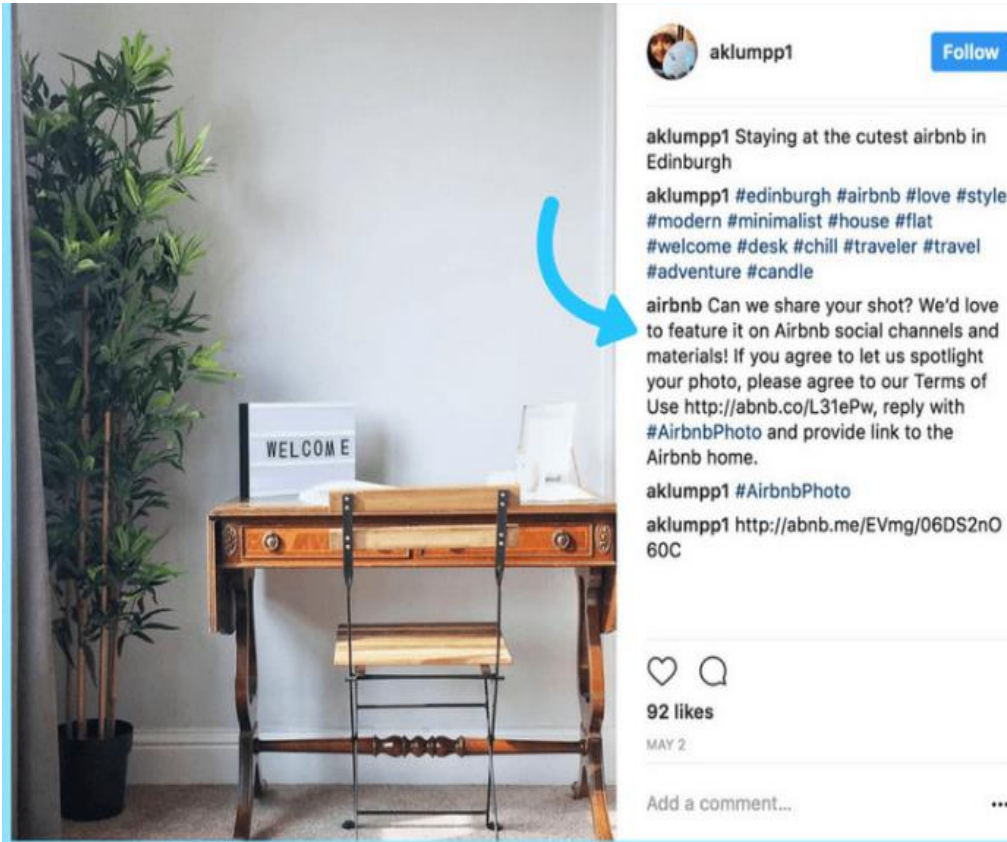 WELCOME
aklumpp1
Follow
aklumpp1 Staying at the cutest airbnb in
Edinburgh
aklumpp1 #edinburgh #airbnb #love #style
#modern #minimalist #house #flat
#welcome #desk #chill #traveler #travel
#adventure #candle
airbnb Can we share your shot? We'd love
to feature it on Airbnb social channels and
materials! If you agree to let us spotlight
your photo, please agree to our Terms of
Use http://abnb.co/L31ePw, reply with
#AirbnbPhoto and provide link to the
Airbnb home.
aklumpp1 #AirbnbPhoto
aklumpp1 http://abnb.me/EVmg/06DS2nO
60C
92 likes
MAY 2
Add a comment...